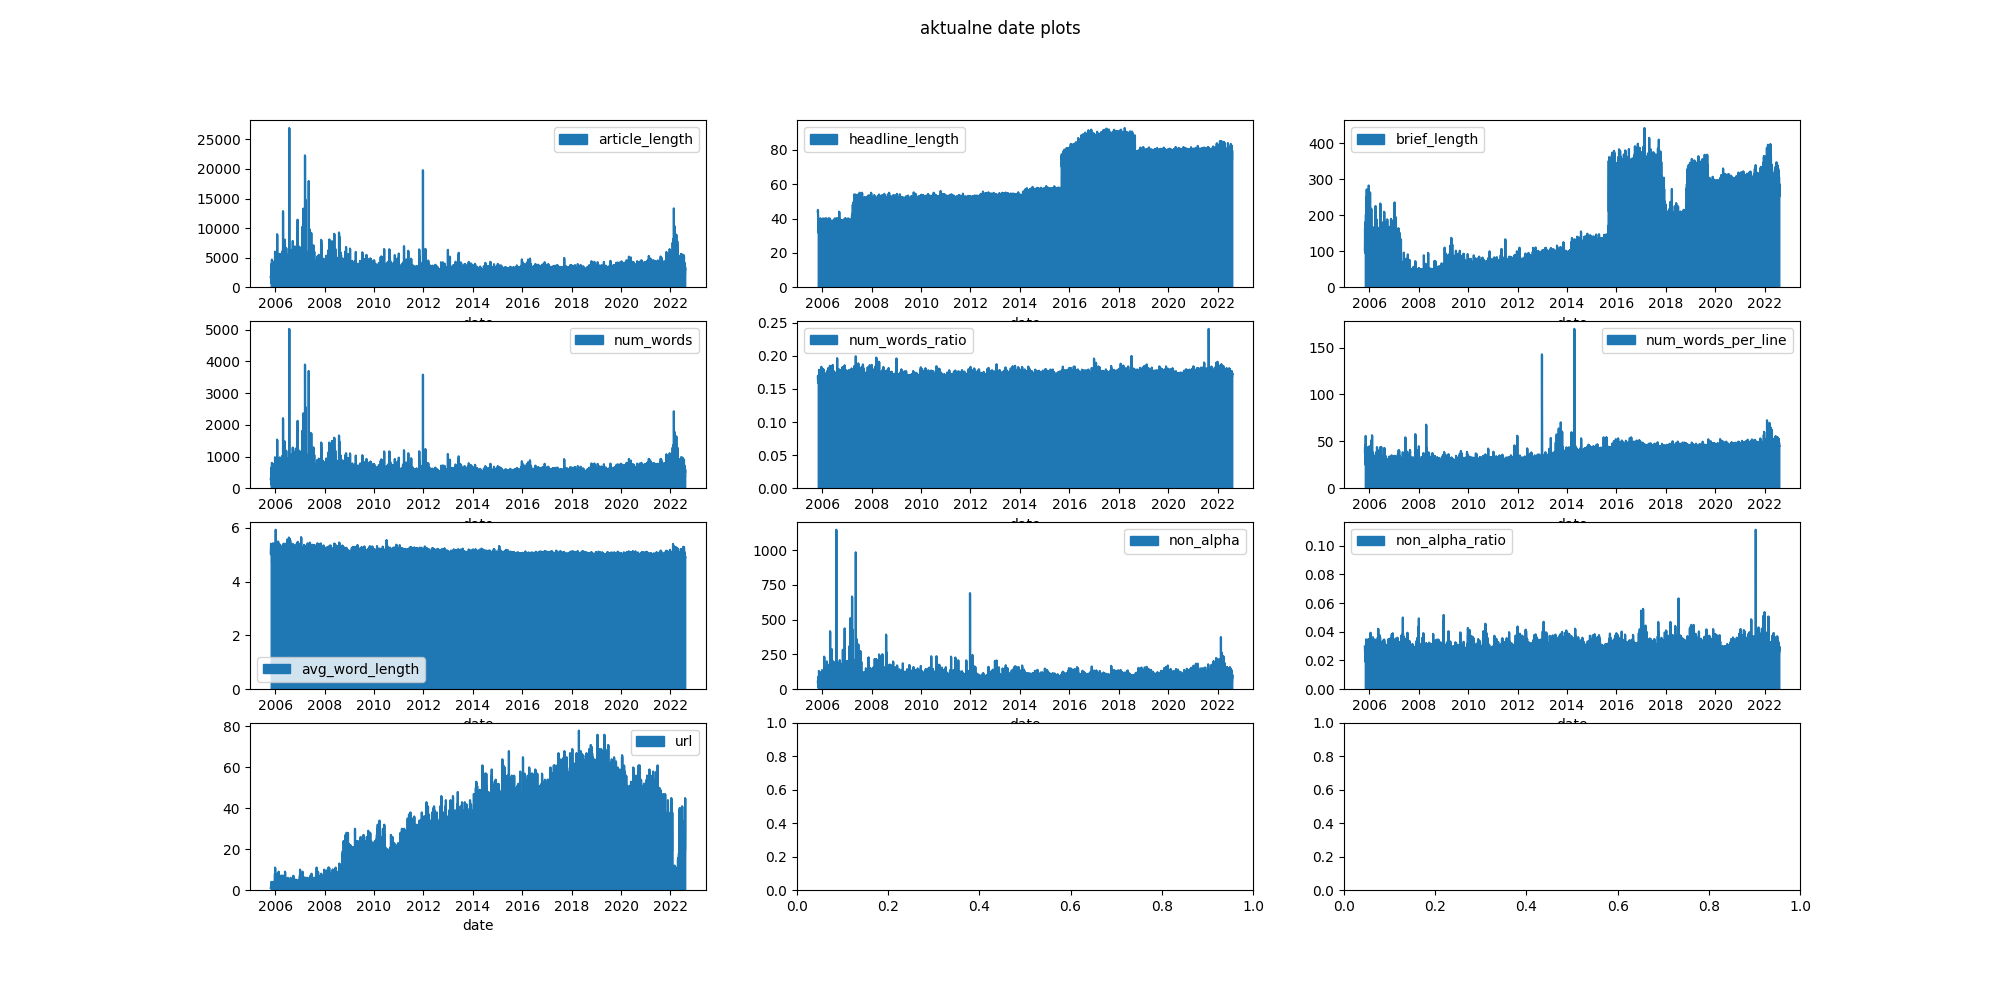 aktualne date plots
25000
20000
15000
10000
5000
0
article_length
2006 2008 2010 2012 2014 2016 2018 2020 2022
date
80
60
40
20
0
headline_length
2006 2008 2010 2012 2014 2016 2018 2020 2022
date
400
300
200
100
0
brief_length
2006 2008 2010 2012 2014 2016 2018 2020 2022
date
5000
4000
3000
2000
1000
0
num_words
2006 2008 2010 2012 2014 2016 2018 2020 2022
date
0.25
0.20
0.15
0.10
0.05
0.00
num_words_ratio
2006 2008 2010 2012 2014 2016 2018 2020 2022
date
150
100
50
0
num_words_per_line
2006 2008 2010 2012 2014 2016 2018 2020 2022
date
6
4
2
0
avg_word_length
2006 2008 2010 2012 2014 2016 2018 2020 2022
date
1000
750
500
250
0
non_alpha
2006 2008 2010 2012 2014 2016 2018 2020 2022
date
0.10
0.08
0.06
0.04
0.02
0.00
non_alpha_ratio
2006 2008 2010 2012 2014 2016 2018 2020 2022
date
80
60
40
20
0
url
2006 2008 2010 2012 2014 2016 2018 2020 2022
date
1.0
0.8
0.6
0.4
0.2
0.0
0.0 0.2 0.4 0.6 0.8 1.0
1.0
0.8
0.6
0.4
0.2
0.0
0.0 0.2 0.4 0.6 0.8 1.0